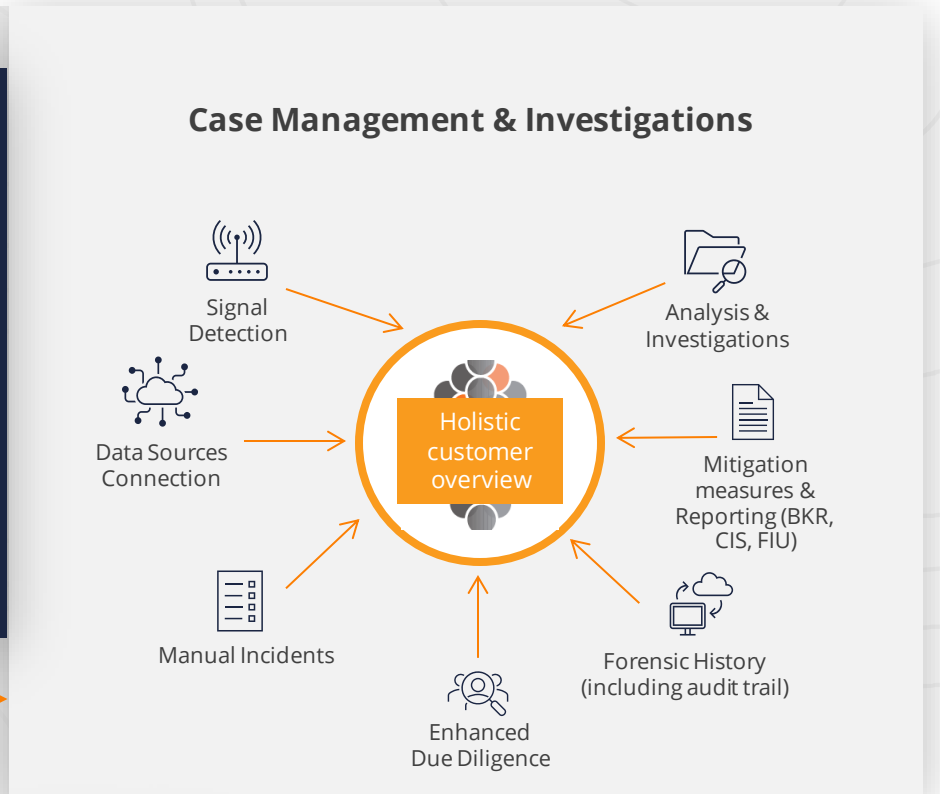 Case Management & Investigations
Signal
Detection
Analysis &
Investigations
Data Sources
Connection
Holistic
customer
overview
Mitigation
measures &
Reporting (BKR,
CIS, FIU)
Manual Incidents
Forensic History
(including audit trail)
Enhanced
Due Diligence